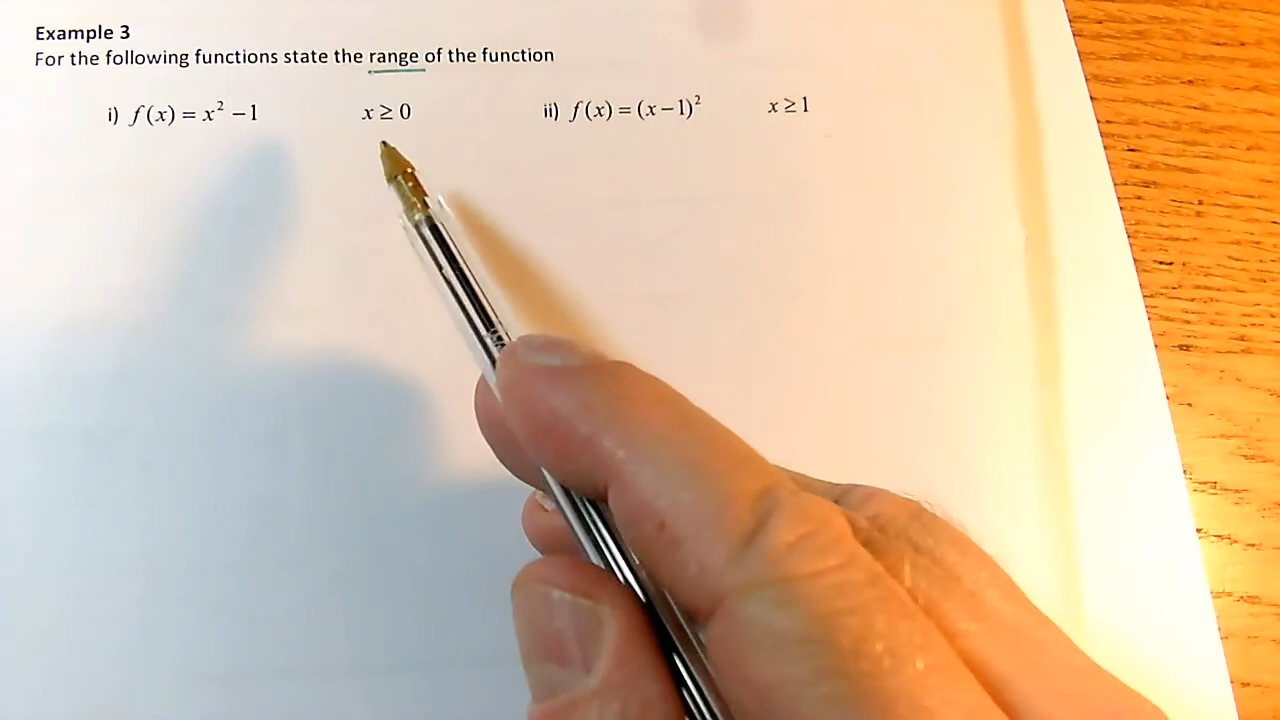 Example 3
For the following functions state the range of the function
i) f(x) = x² − 1 x ≥ 0 ii) f(x) = (x − 1)² x ≥ 1